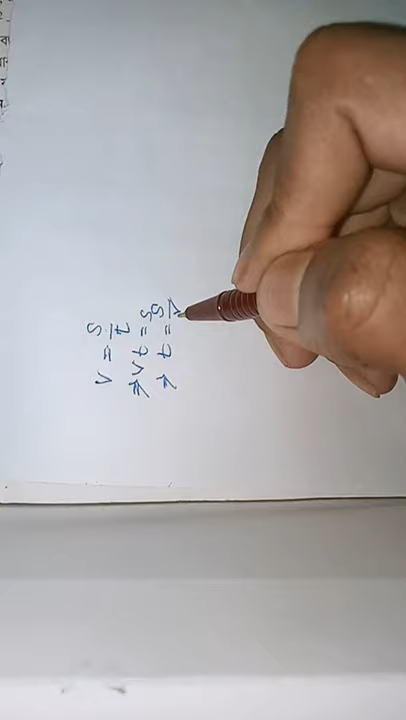 v = s/t
⇒ vt = s
⇒ t = s/v